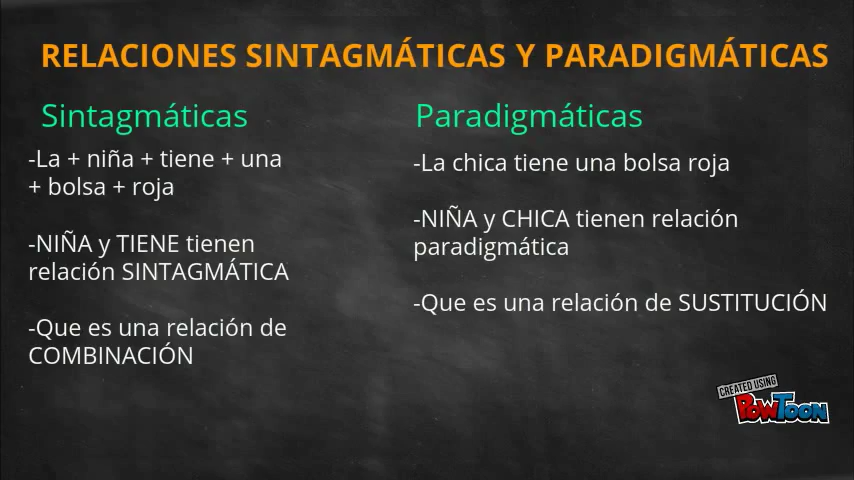 RELACIONES SINTAGMÁTICAS Y PARADIGMÁTICAS
Sintagmáticas
-La + niña + tiene + una
+ bolsa + roja
-NIÑA y TIENE tienen
relación SINTAGMÁTICA
-Que es una relación de
COMBINACIÓN
Paradigmáticas
-La chica tiene una bolsa roja
-NIÑA y CHICA tienen relación
paradigmática
-Que es una relación de SUSTITUCIÓN
CREATED USING
POWTOON